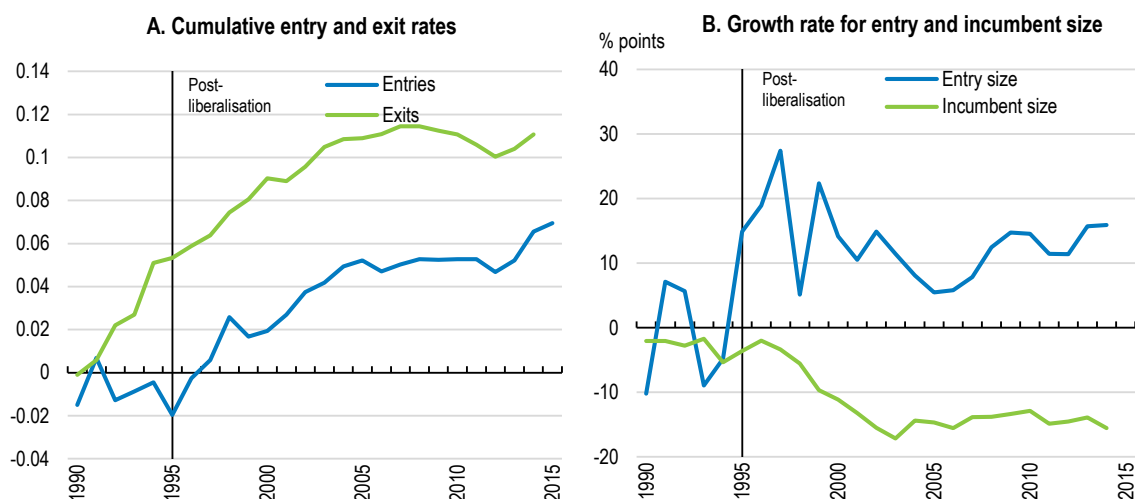 A. Cumulative entry and exit rates
0.14
0.12
0.1
0.08
0.06
0.04
0.02
0
-0.02
-0.04
Post-
liberalisation
Entries
Exits
1990
1995
2000
2005
2010
2015
B. Growth rate for entry and incumbent size
% points
40
30
20
10
0
-10
-20
Post-
liberalisation
Entry size
Incumbent size
1990
1995
2000
2005
2010
2015